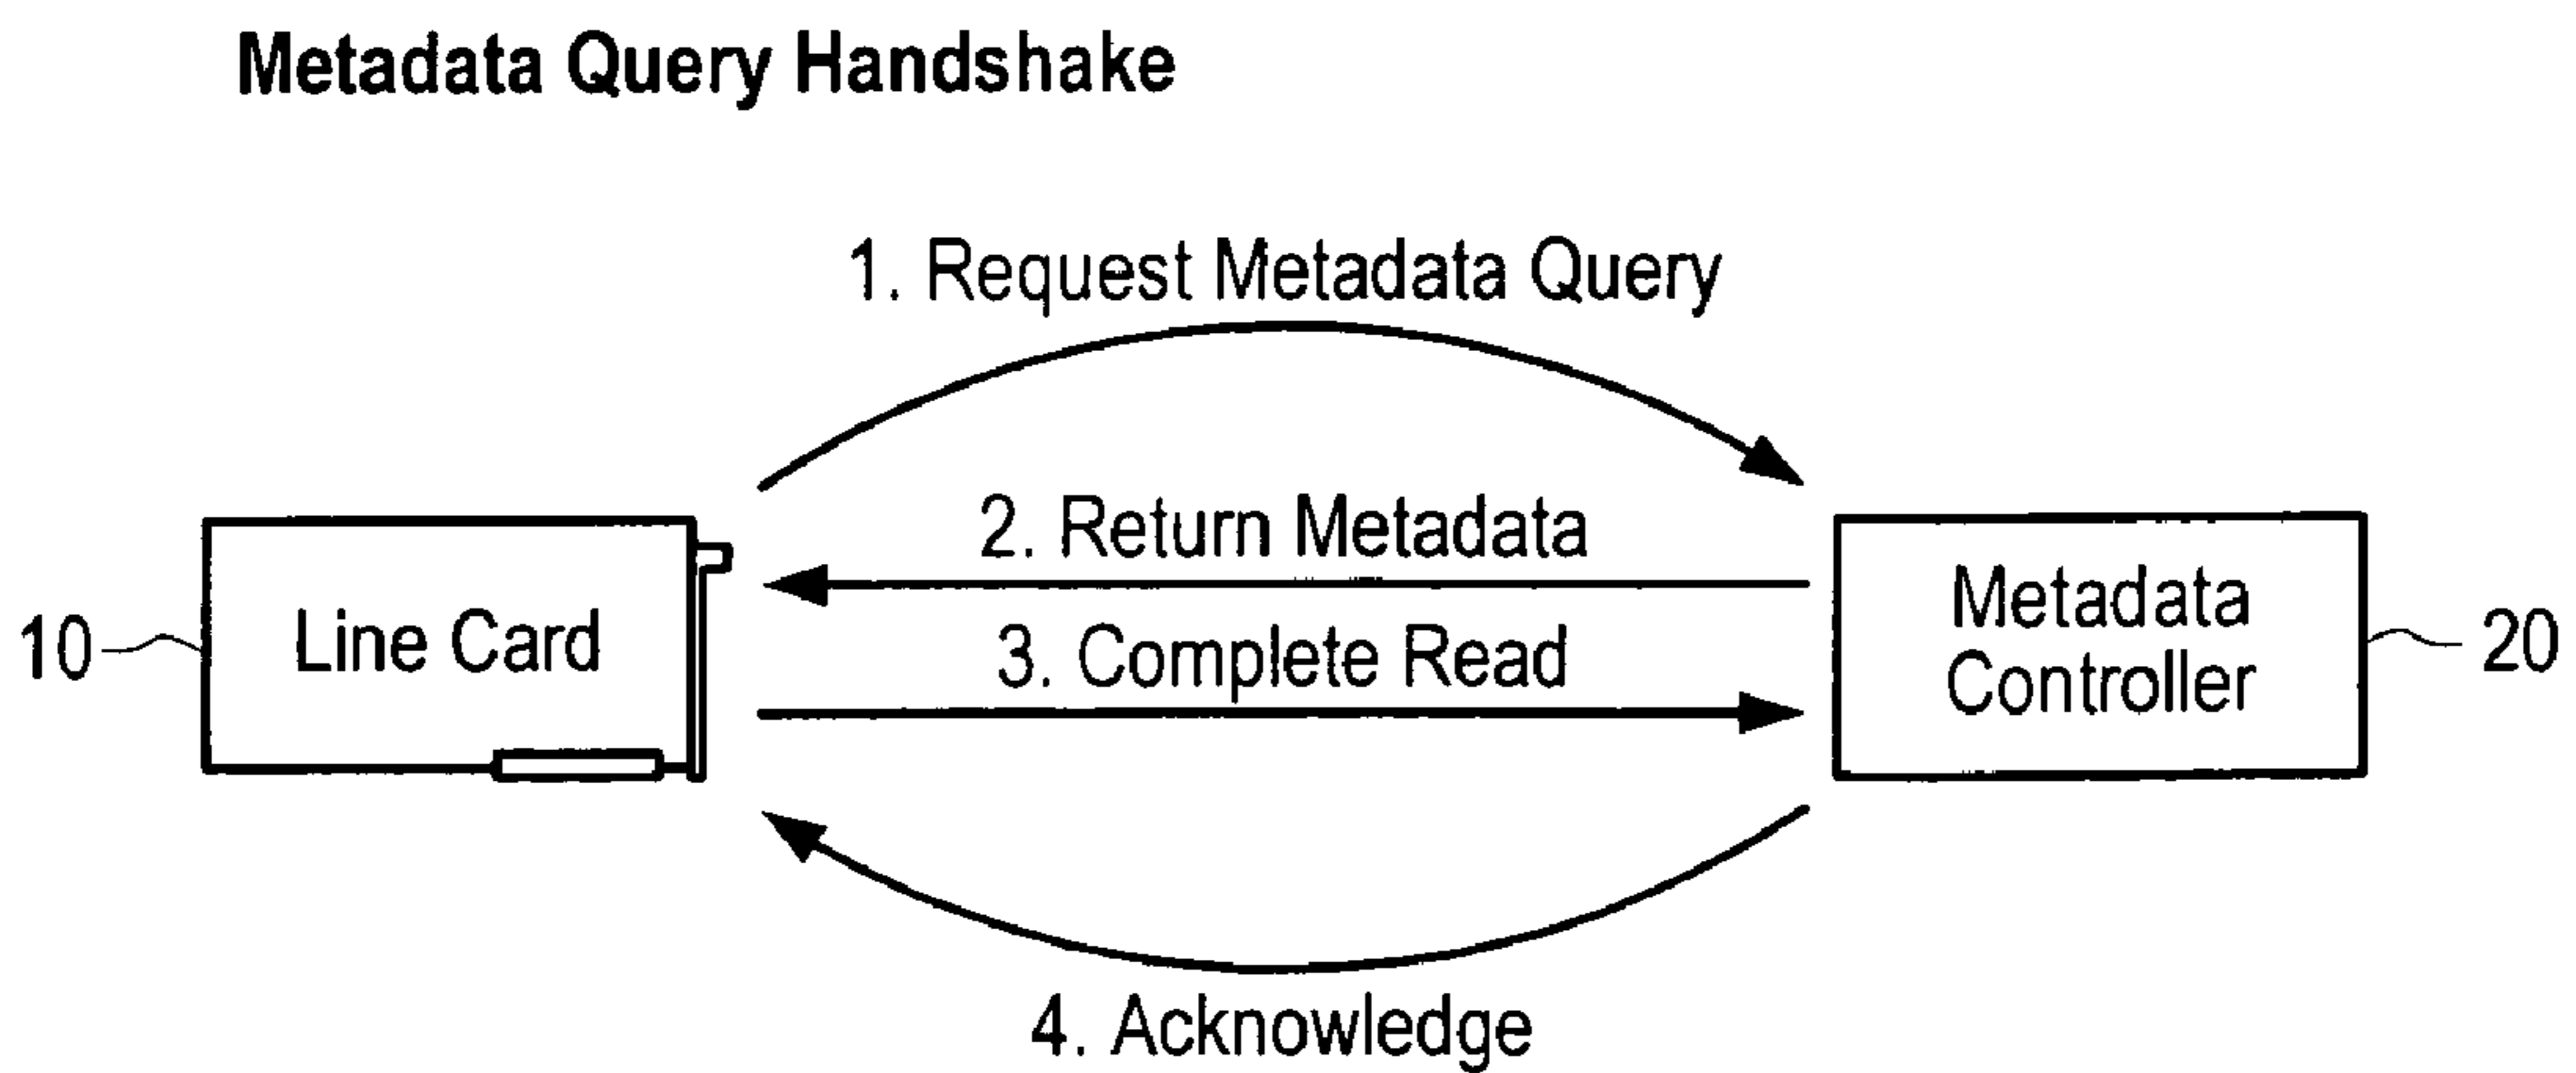 Metadata Query Handshake
1. Request Metadata Query
2. Return Metadata
3. Complete Read
4. Acknowledge
10
Line Card
Metadata
Controller
20